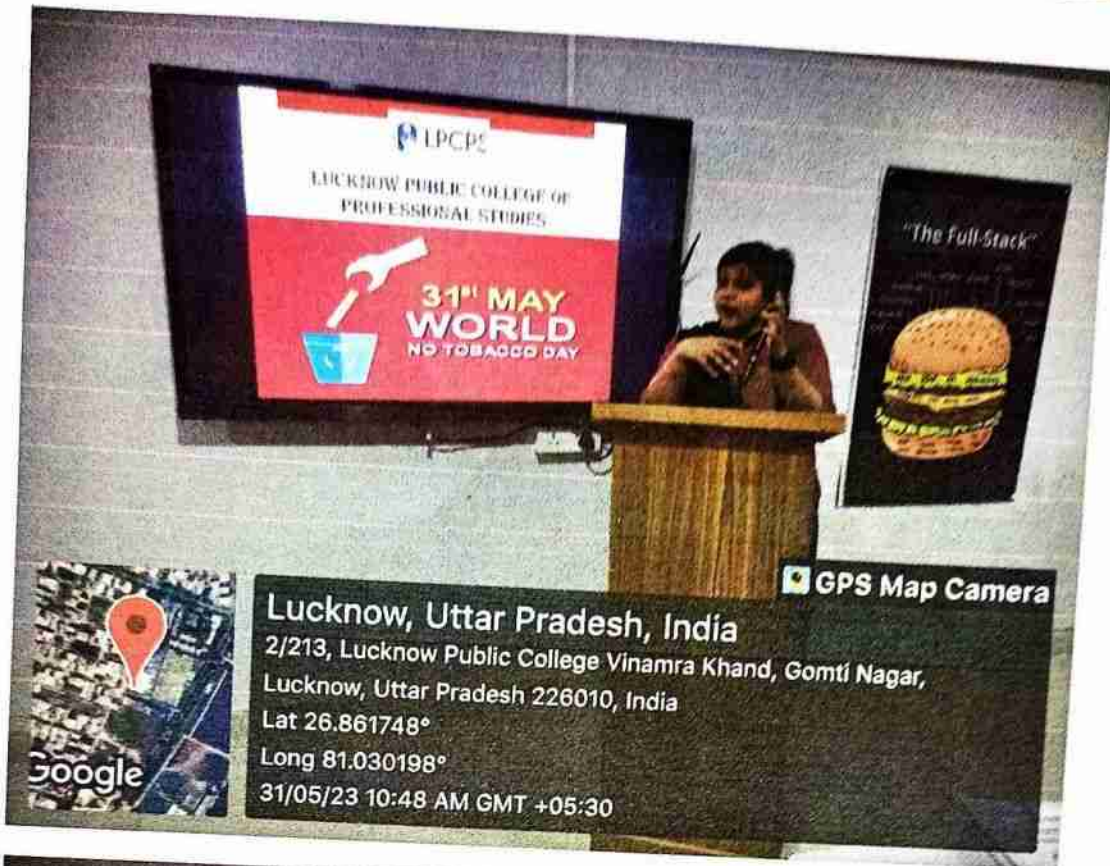 LPCPS
LUCKNOW PUBLIC COLLEGE OF
PROFESSIONAL STUDIES
31st MAY
WORLD
NO TOBACCO DAY
"The Full-Stack"
GPS Map Camera
Lucknow, Uttar Pradesh, India
2/213, Lucknow Public College Vinamra Khand, Gomti Nagar,
Lucknow, Uttar Pradesh 226010, India
Lat 26.861748°
Long 81.030198°
31/05/23 10:48 AM GMT +05:30
Google